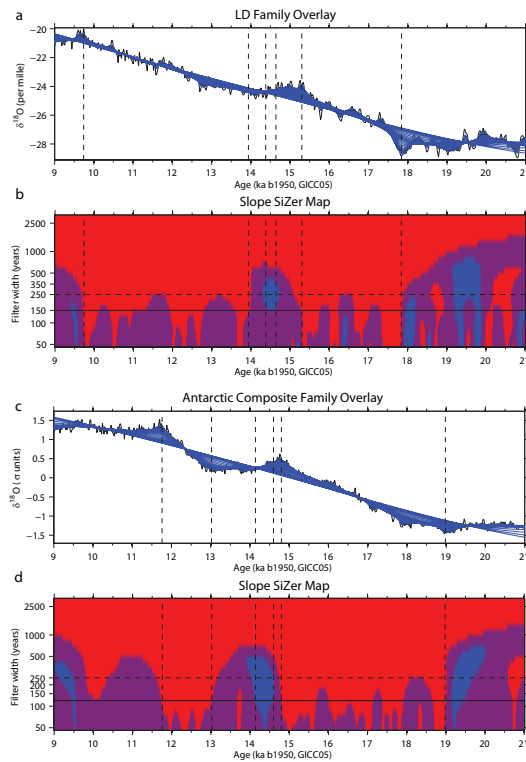 a
LD Family Overlay
−20
−22
−24
−26
−28
δ18O (per mille)
9 10 11 12 13 14 15 16 17 18 19 20 21
Age (ka b1950, GICC05)
b
Slope SiZer Map
2500
1000
500
350
250
150
100
50
Filter width (years)
9 10 11 12 13 14 15 16 17 18 19 20 21
Age (ka b1950, GICC05)
c
Antarctic Composite Family Overlay
1.5
1
0.5
0
−0.5
−1
−1.5
δ18O (σ units)
9 10 11 12 13 14 15 16 17 18 19 20 21
Age (ka b1950, GICC05)
d
Slope SiZer Map
2500
1000
500
250
200
150
100
50
Filter width (years)
9 10 11 12 13 14 15 16 17 18 19 20 21
Age (ka b1950, GICC05)